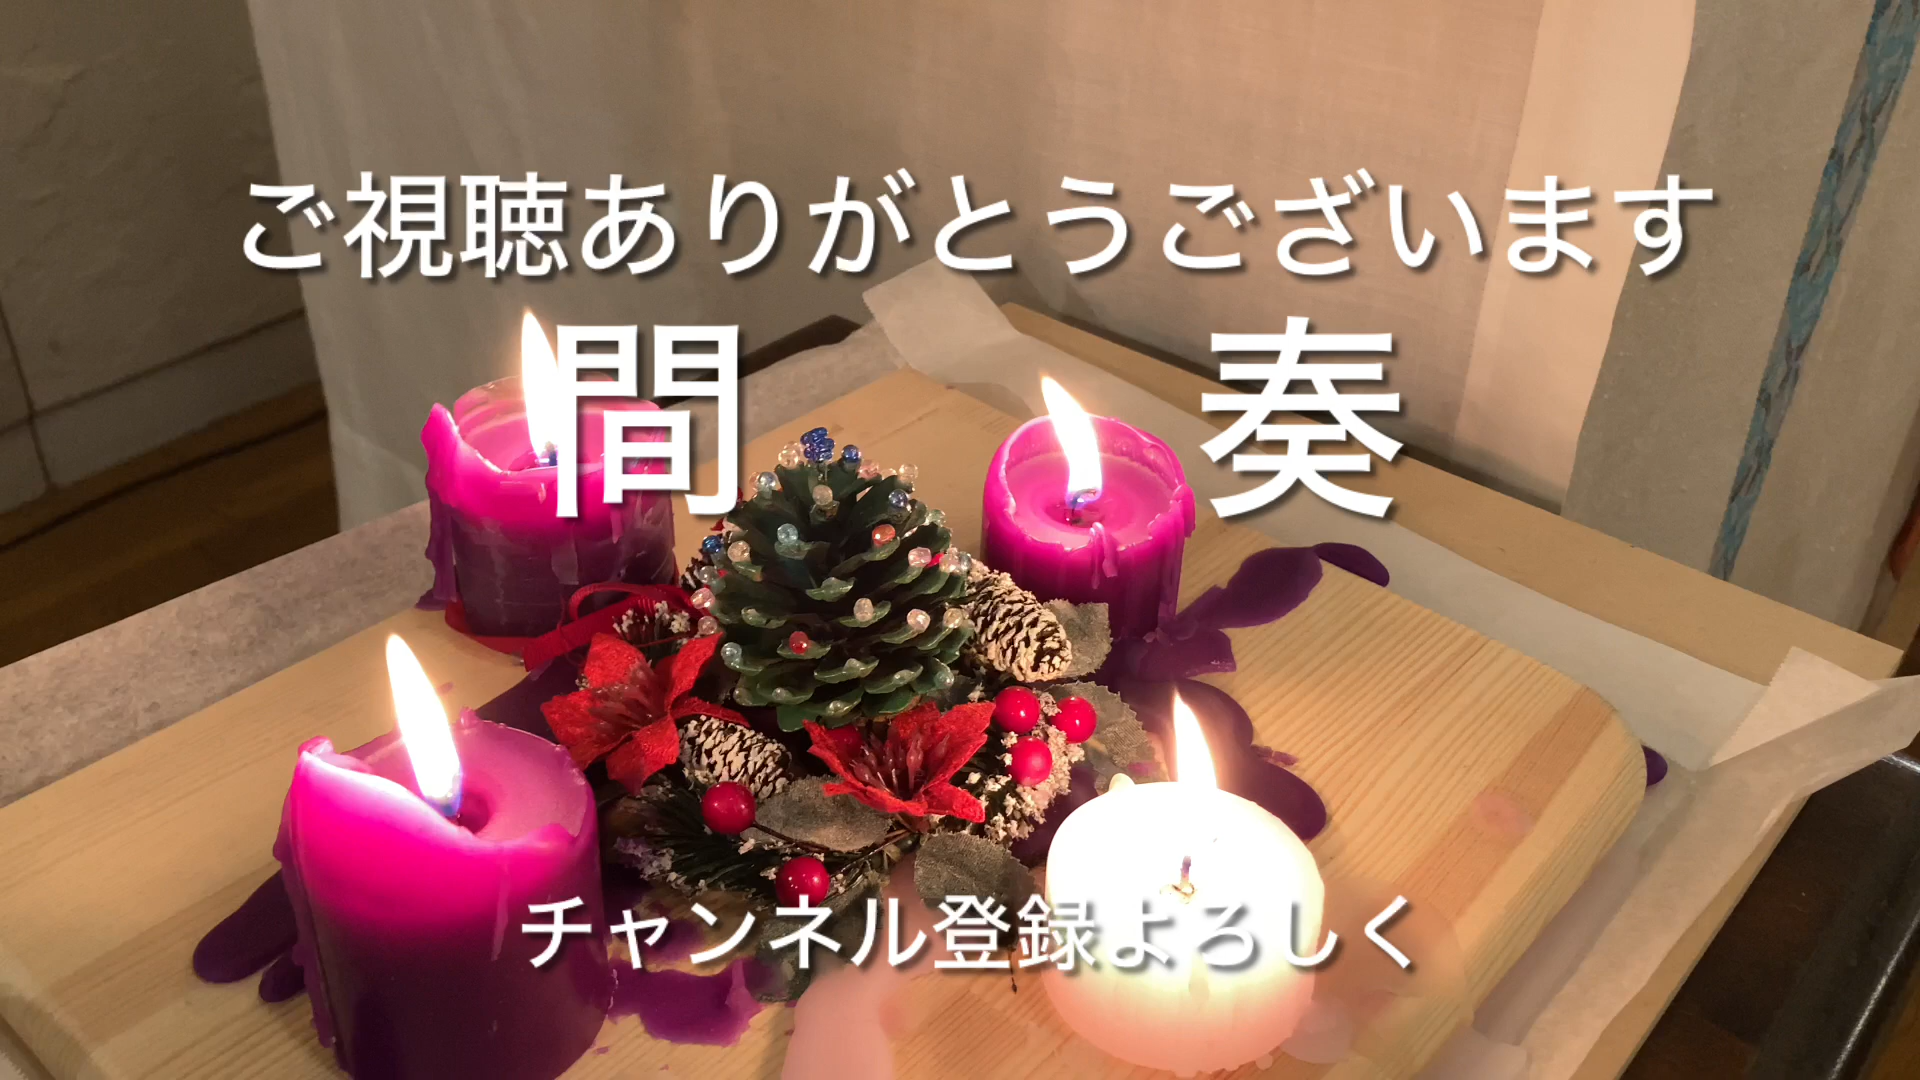 ご視聴ありがとうございます
間　奏
チャンネル登録よろしく